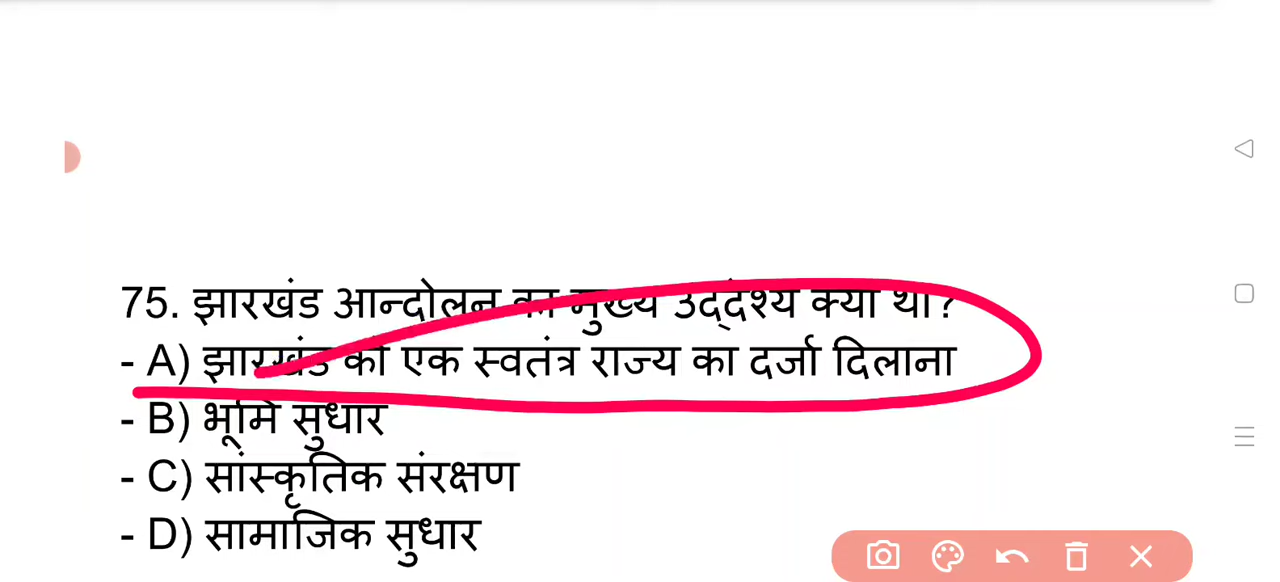 75. झारखंड आन्दोलन का मुख्य उद्देश्य क्या था?
- A) झारखंड को एक स्वतंत्र राज्य का दर्जा दिलाना
- B) भूमि सुधार
- C) सांस्कृतिक संरक्षण
- D) सामाजिक सुधार